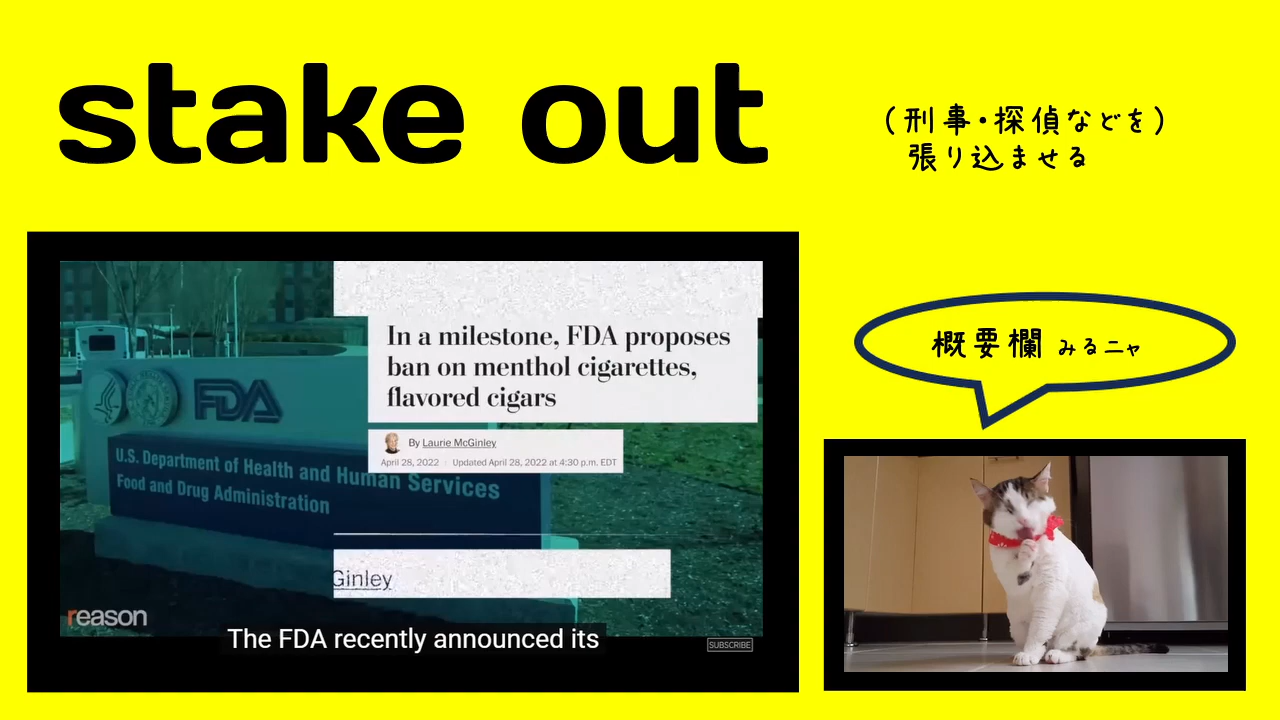 stake out
(刑事・探偵などを)
張り込ませる
In a milestone, FDA proposes
ban on menthol cigarettes,
flavored cigars
By Laurie McGinley
April 28, 2022 · Updated April 28, 2022 at 4:30 p.m. EDT
FDA
U.S. Department of Health and Human Services
Food and Drug Administration
Ginley
reason
The FDA recently announced its
SUBSCRIBE
概要欄 みるニャ